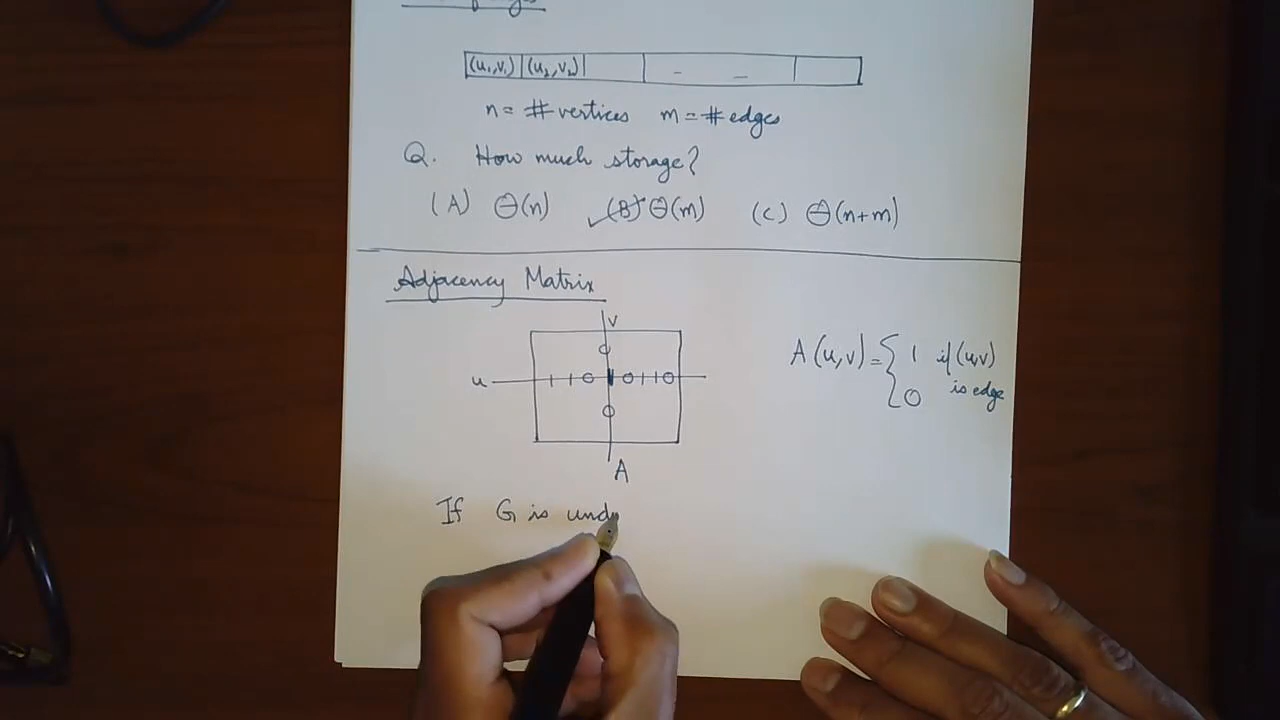 (u₁,v₁) (u₂,v₂) - -
n = # vertices m = # edges
Q. How much storage?
(A) Θ(n) (B) Θ(m) (C) Θ(n+m)
Adjacency Matrix
v
u 1 1 0 0 1 1 0
0
0
A
A(u,v) = { 1 if (u,v)
is edge
0
If G is und